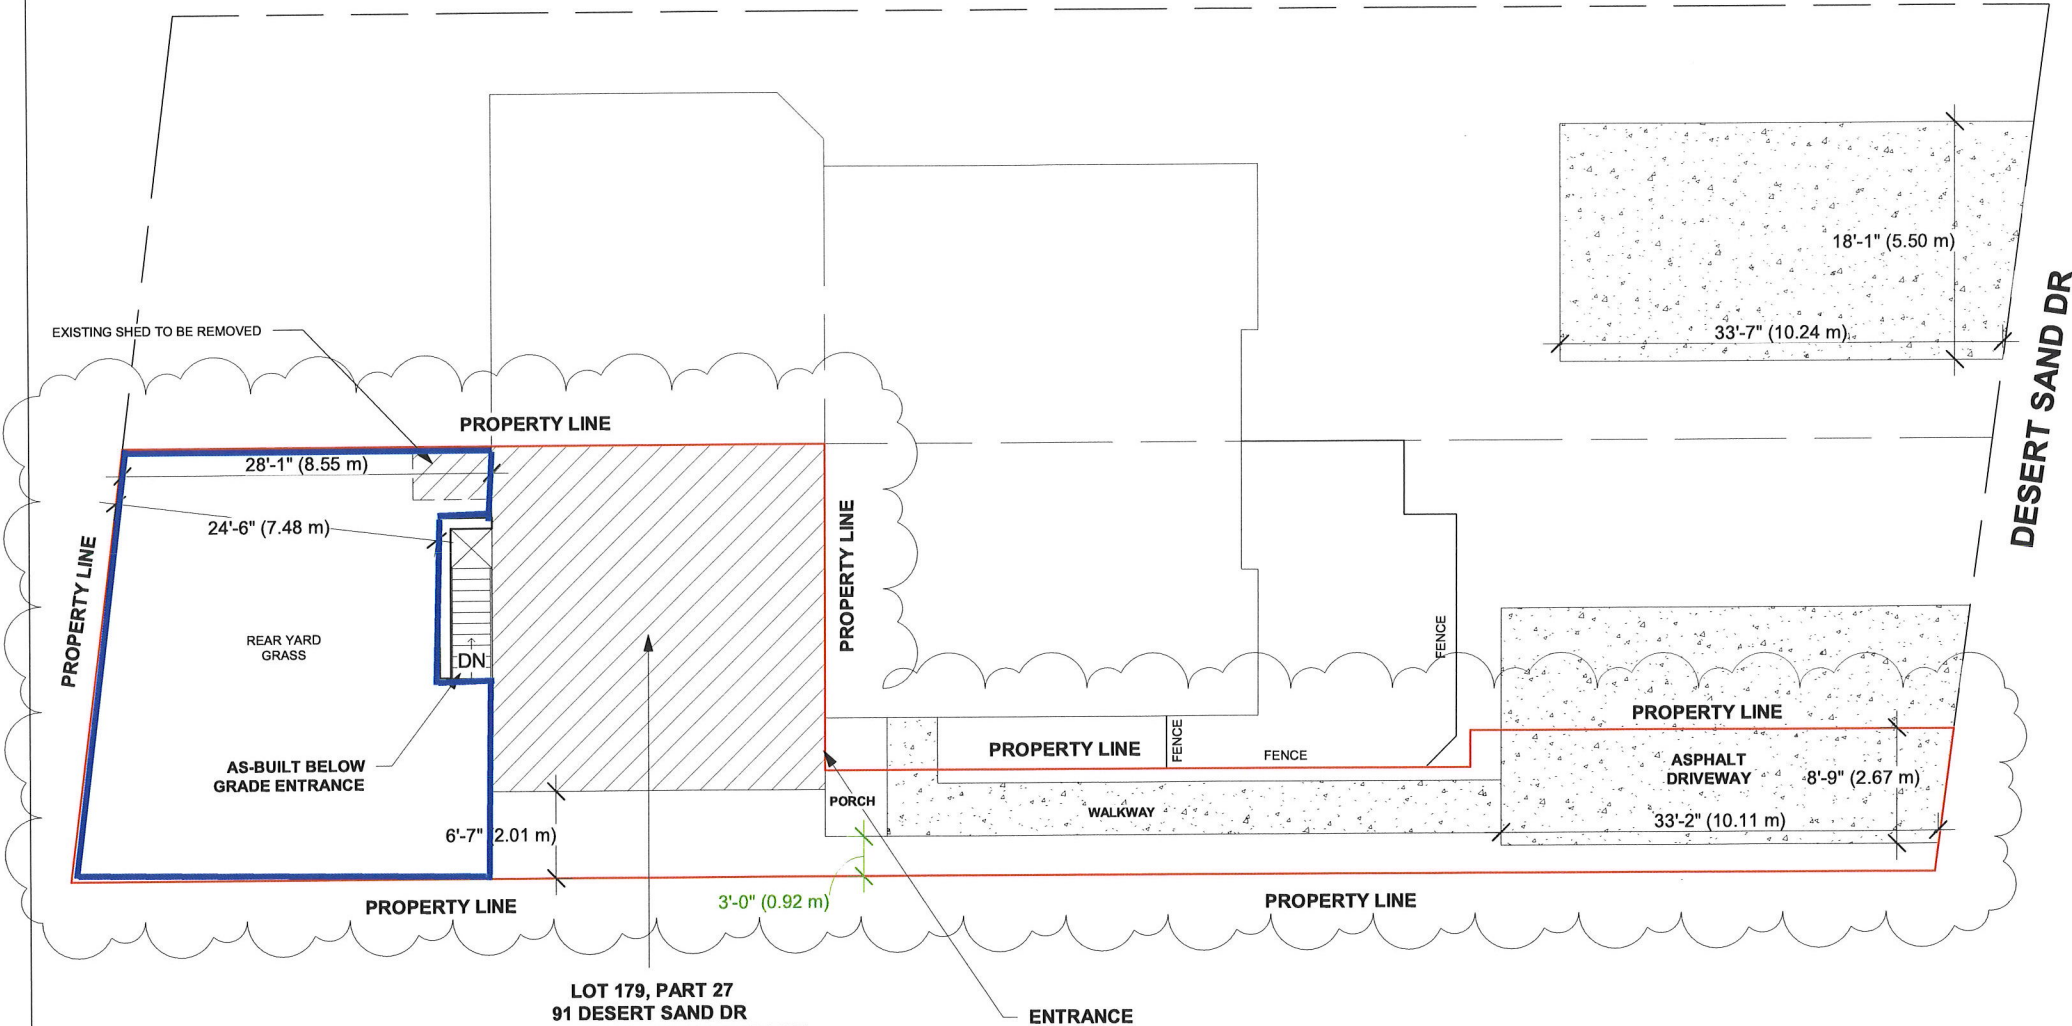 18'-1" (5.50 m)
33'-7" (10.24 m)
DESERT SAND DR
EXISTING SHED TO BE REMOVED
PROPERTY LINE
28'-1" (8.55 m)
24'-6" (7.48 m)
PROPERTY LINE
PROPERTY LINE
REAR YARD
GRASS
DN
FENCE
AS-BUILT BELOW
GRADE ENTRANCE
PROPERTY LINE
FENCE
FENCE
PROPERTY LINE
ASPHALT
DRIVEWAY
8'-9" (2.67 m)
33'-2" (10.11 m)
PORCH
WALKWAY
6'-7" (2.01 m)
3'-0" (0.92 m)
PROPERTY LINE
PROPERTY LINE
LOT 179, PART 27
91 DESERT SAND DR
ENTRANCE